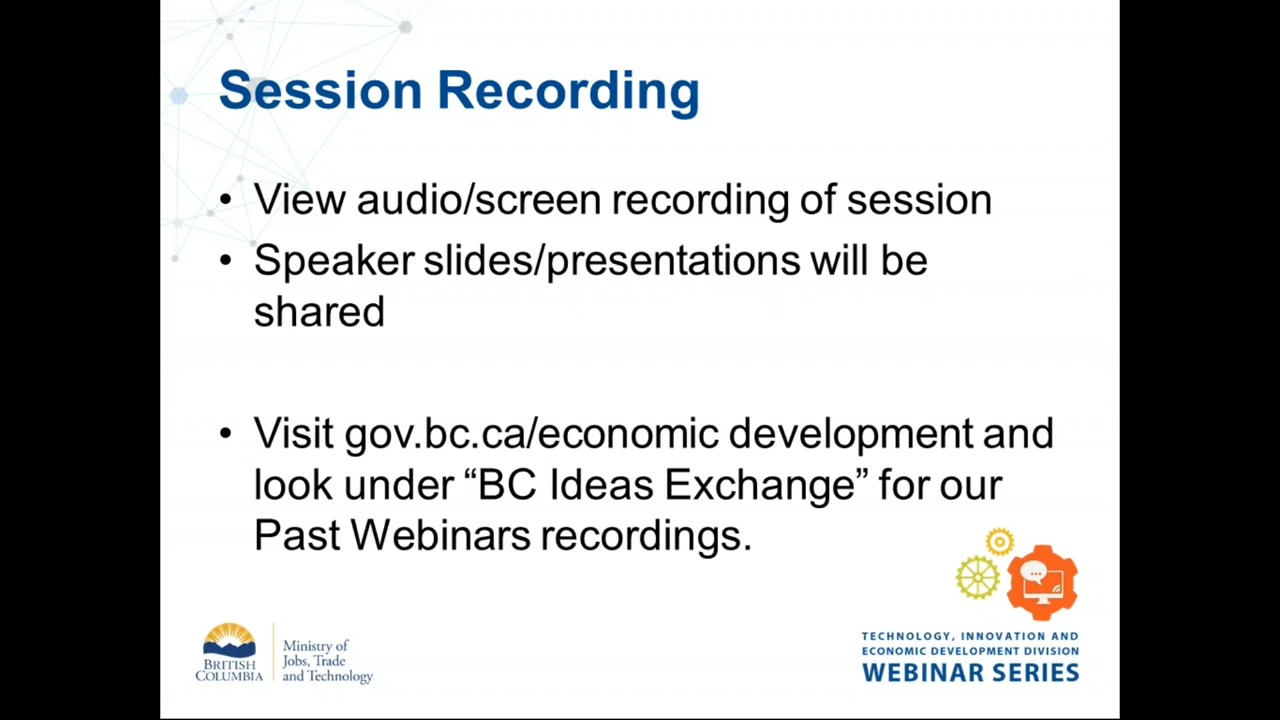 Session Recording
• View audio/screen recording of session
• Speaker slides/presentations will be
shared
• Visit gov.bc.ca/economic development and
look under “BC Ideas Exchange” for our
Past Webinars recordings.
BRITISH
COLUMBIA
Ministry of
Jobs, Trade
and Technology
TECHNOLOGY, INNOVATION AND
ECONOMIC DEVELOPMENT DIVISION
WEBINAR SERIES